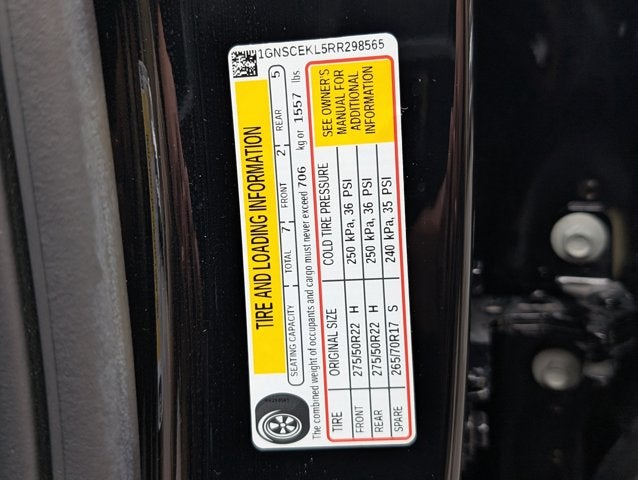 1GNSCEKL5RR298565
TIRE AND LOADING INFORMATION
SEATING CAPACITY TOTAL 7 FRONT 2 REAR 5
The combined weight of occupants and cargo must never exceed 706 kg or 1557 lbs.
TIRE ORIGINAL SIZE COLD TIRE PRESSURE
FRONT 275/50R22 H 250 kPa, 36 PSI
REAR 275/50R22 H 250 kPa, 36 PSI
SPARE 265/70R17 S 240 kPa, 35 PSI
SEE OWNER'S
MANUAL FOR
ADDITIONAL
INFORMATION